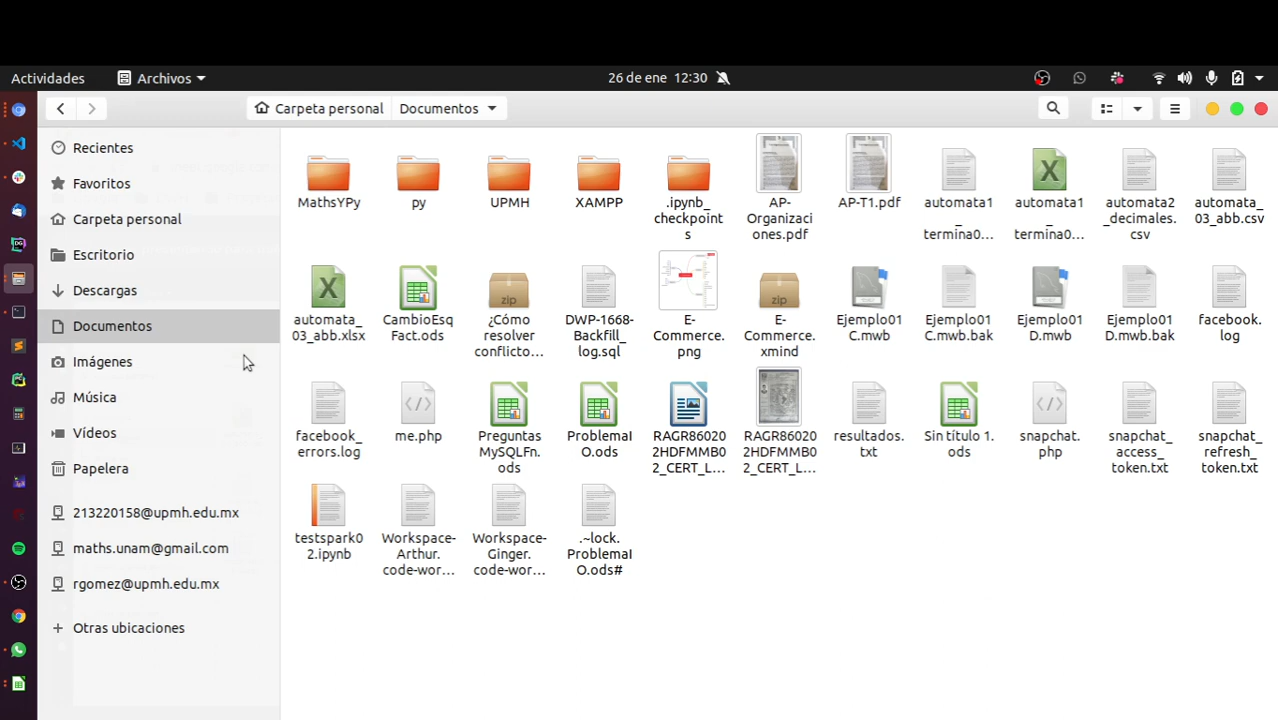 Actividades
Archivos
26 de ene 12:30
Carpeta personal
Documentos
Recientes
Favoritos
Carpeta personal
Escritorio
Descargas
Documentos
Imágenes
Música
Vídeos
Papelera
213220158@upmh.edu.mx
maths.unam@gmail.com
rgomez@upmh.edu.mx
Otras ubicaciones
MathsYPy
py
UPMH
XAMPP
.ipynb_
checkpoint
s
AP-
Organizaci
ones.pdf
AP-T1.pdf
automata1
_
termina0...
automata1
_
termina0...
automata2
_decimales.
csv
automata_
03_abb.csv
automata_
03_abb.xlsx
CambioEsq
Fact.ods
¿Cómo
resolver
conflicto...
DWP-1668-
Backfill_
log.sql
E-
Commerce.
png
E-
Commerce.
xmind
Ejemplo01
C.mwb
Ejemplo01
C.mwb.bak
Ejemplo01
D.mwb
Ejemplo01
D.mwb.bak
facebook.
log
facebook_
errors.log
me.php
Preguntas
MySQLFn.
ods
ProblemaI
O.ods
RAGR86020
2HDFMMB0
2_CERT_L...
RAGR86020
2HDFMMB0
2_CERT_L...
resultados.
txt
Sin título 1.
ods
snapchat.
php
snapchat_
access_
token.txt
snapchat_
refresh_
token.txt
testspark0
2.ipynb
Workspace-
Arthur.
code-wor...
Workspace-
Ginger.
code-wor...
.~lock.
ProblemaI
O.ods#
zip
zip